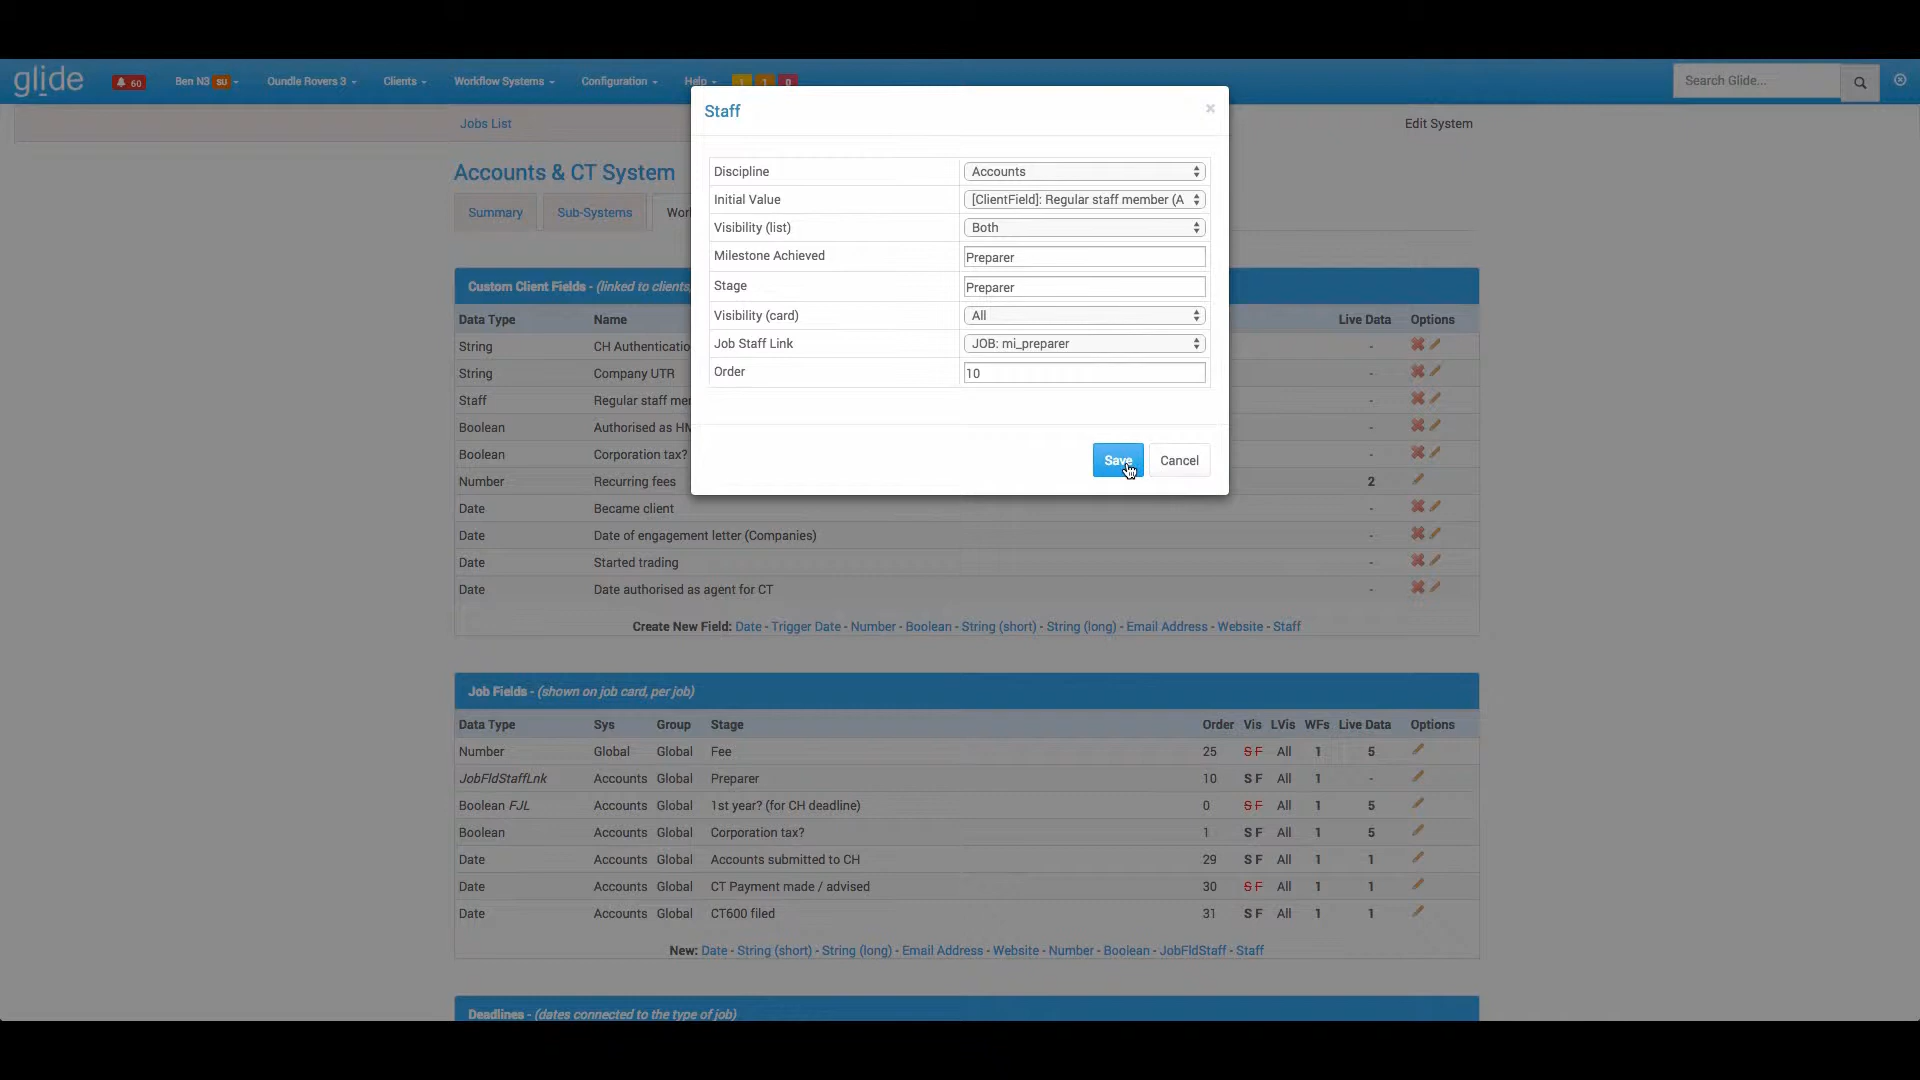 glide 60 Ben N3 SU Oundle Rovers 3 Clients Workflow Systems Configuration Help 1 1 0 Search Glide...
Jobs List Edit System
Accounts & CT System
Summary Sub-Systems
Staff ×
Discipline Accounts
Initial Value [ClientField]: Regular staff member (A
Visibility (list) Both
Milestone Achieved Preparer
Stage Preparer
Visibility (card) All
Job Staff Link JOB: mi_preparer
Order 10
Save Cancel
Custom Client Fields - (linked to clients,
Data Type Name Live Data Options
String CH Authenticatio -
String Company UTR -
Staff Regular staff me -
Boolean Authorised as HM -
Boolean Corporation tax? -
Number Recurring fees 2
Date Became client -
Date Date of engagement letter (Companies) -
Date Started trading -
Date Date authorised as agent for CT -
Create New Field: Date - Trigger Date - Number - Boolean - String (short) - String (long) - Email Address - Website - Staff
Job Fields - (shown on job card, per job)
Data Type Sys Group Stage Order Vis LVis WFs Live Data Options
Number Global Global Fee 25 S F All 1 5
JobFldStaffLnk Accounts Global Preparer 10 S F All 1 -
Boolean FJL Accounts Global 1st year? (for CH deadline) 0 S F All 1 5
Boolean Accounts Global Corporation tax? 1 S F All 1 5
Date Accounts Global Accounts submitted to CH 29 S F All 1 1
Date Accounts Global CT Payment made / advised 30 S F All 1 1
Date Accounts Global CT600 filed 31 S F All 1 1
New: Date - String (short) - String (long) - Email Address - Website - Number - Boolean - JobFldStaff - Staff
Deadlines - (dates connected to the type of job)